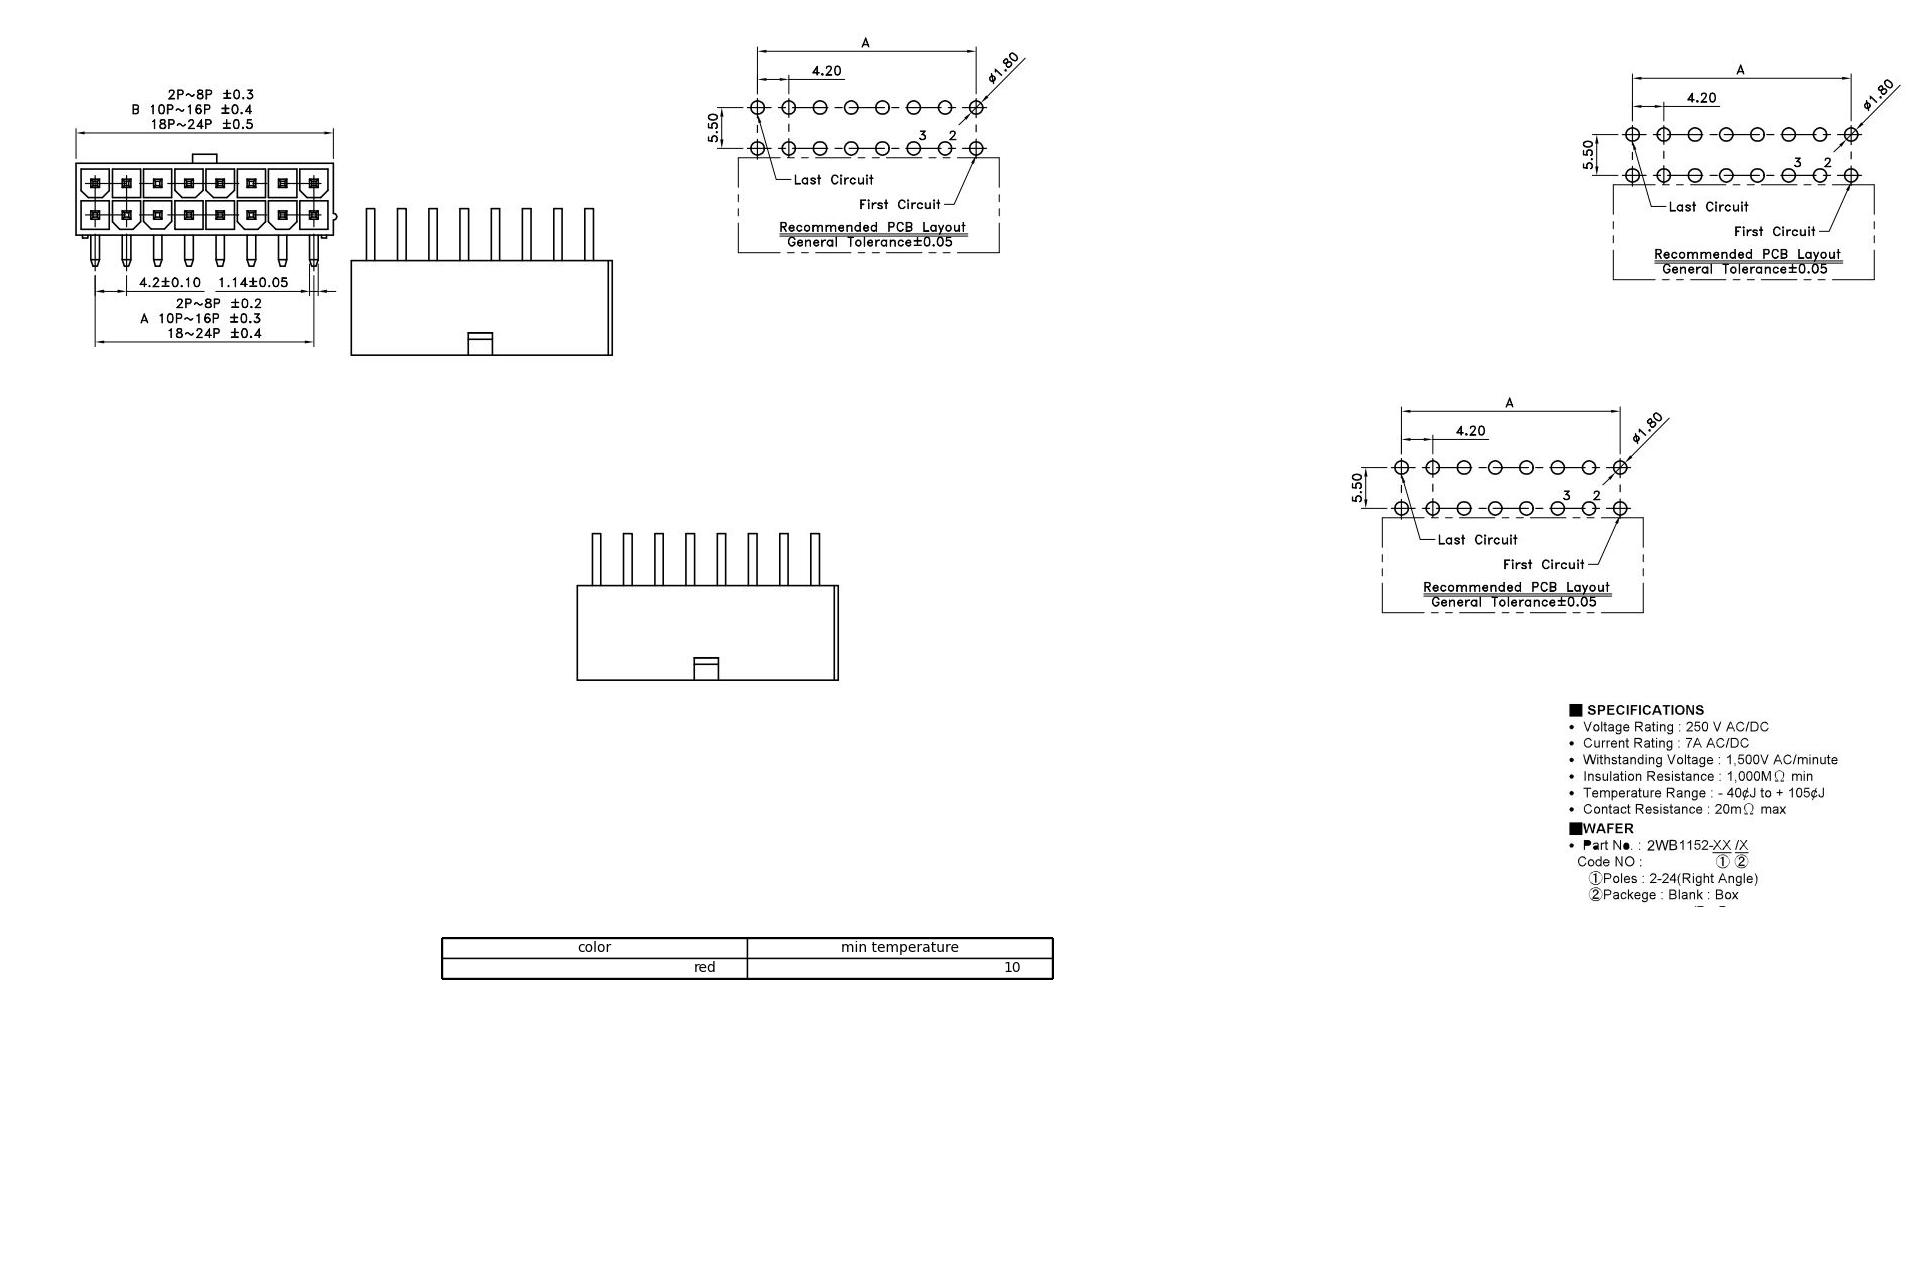 2P~8P ±0.3
B 10P~16P ±0.4
18P~24P ±0.5
4.2±0.10 1.14±0.05
2P~8P ±0.2
A 10P~16P ±0.3
18~24P ±0.4
A
4.20
ø1.80
5.50
3 2
Last Circuit
First Circuit
Recommended PCB Layout
General Tolerance±0.05
A
4.20
ø1.80
5.50
3 2
Last Circuit
First Circuit
Recommended PCB Layout
General Tolerance±0.05
A
4.20
ø1.80
5.50
3 2
Last Circuit
First Circuit
Recommended PCB Layout
General Tolerance±0.05
■ SPECIFICATIONS
• Voltage Rating : 250 V AC/DC
• Current Rating : 7A AC/DC
• Withstanding Voltage : 1,500V AC/minute
• Insulation Resistance : 1,000MΩ min
• Temperature Range : - 40¢J to + 105¢J
• Contact Resistance : 20mΩ max
■WAFER
• Part No. : 2WB1152-XX /X
Code NO : ① ②
①Poles : 2-24(Right Angle)
②Packege : Blank : Box
color min temperature
red 10